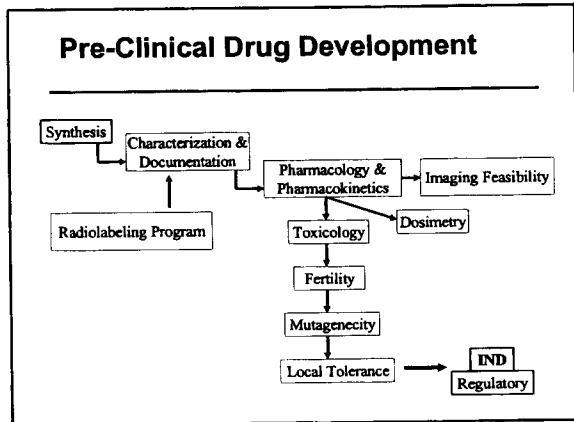 Pre-Clinical Drug Development
Synthesis
Characterization &
Documentation
Pharmacology &
Pharmacokinetics
Imaging Feasibility
Radiolabeling Program
Toxicology
Dosimetry
Fertility
Mutagenecity
Local Tolerance
IND
Regulatory